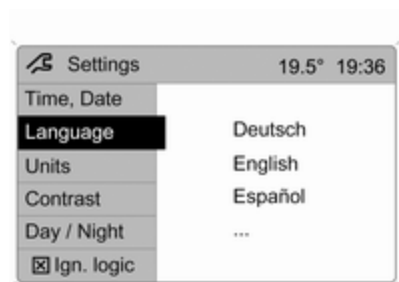 Settings 19.5° 19:36
Time, Date
Language Deutsch
Units English
Contrast Español
Day / Night ...
Ign. logic